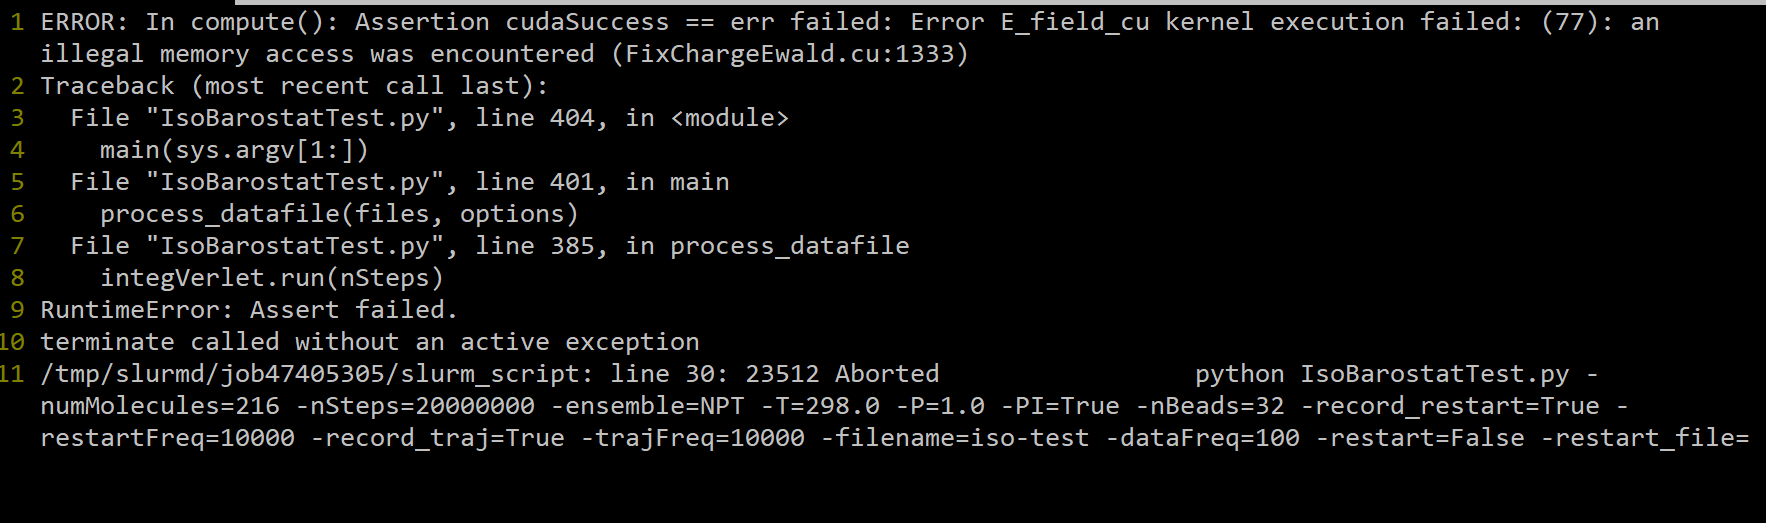 1 ERROR: In compute(): Assertion cudaSuccess == err failed: Error E_field_cu kernel execution failed: (77): an
illegal memory access was encountered (FixChargeEwald.cu:1333)
2 Traceback (most recent call last):
3   File "IsoBarostatTest.py", line 404, in <module>
4     main(sys.argv[1:])
5   File "IsoBarostatTest.py", line 401, in main
6     process_datafile(files, options)
7   File "IsoBarostatTest.py", line 385, in process_datafile
8     integVerlet.run(nSteps)
9 RuntimeError: Assert failed.
10 terminate called without an active exception
11 /tmp/slurmd/job47405305/slurm_script: line 30: 23512 Aborted                 python IsoBarostatTest.py -
numMolecules=216 -nSteps=20000000 -ensemble=NPT -T=298.0 -P=1.0 -PI=True -nBeads=32 -record_restart=True -
restartFreq=10000 -record_traj=True -trajFreq=10000 -filename=iso-test -dataFreq=100 -restart=False -restart_file=